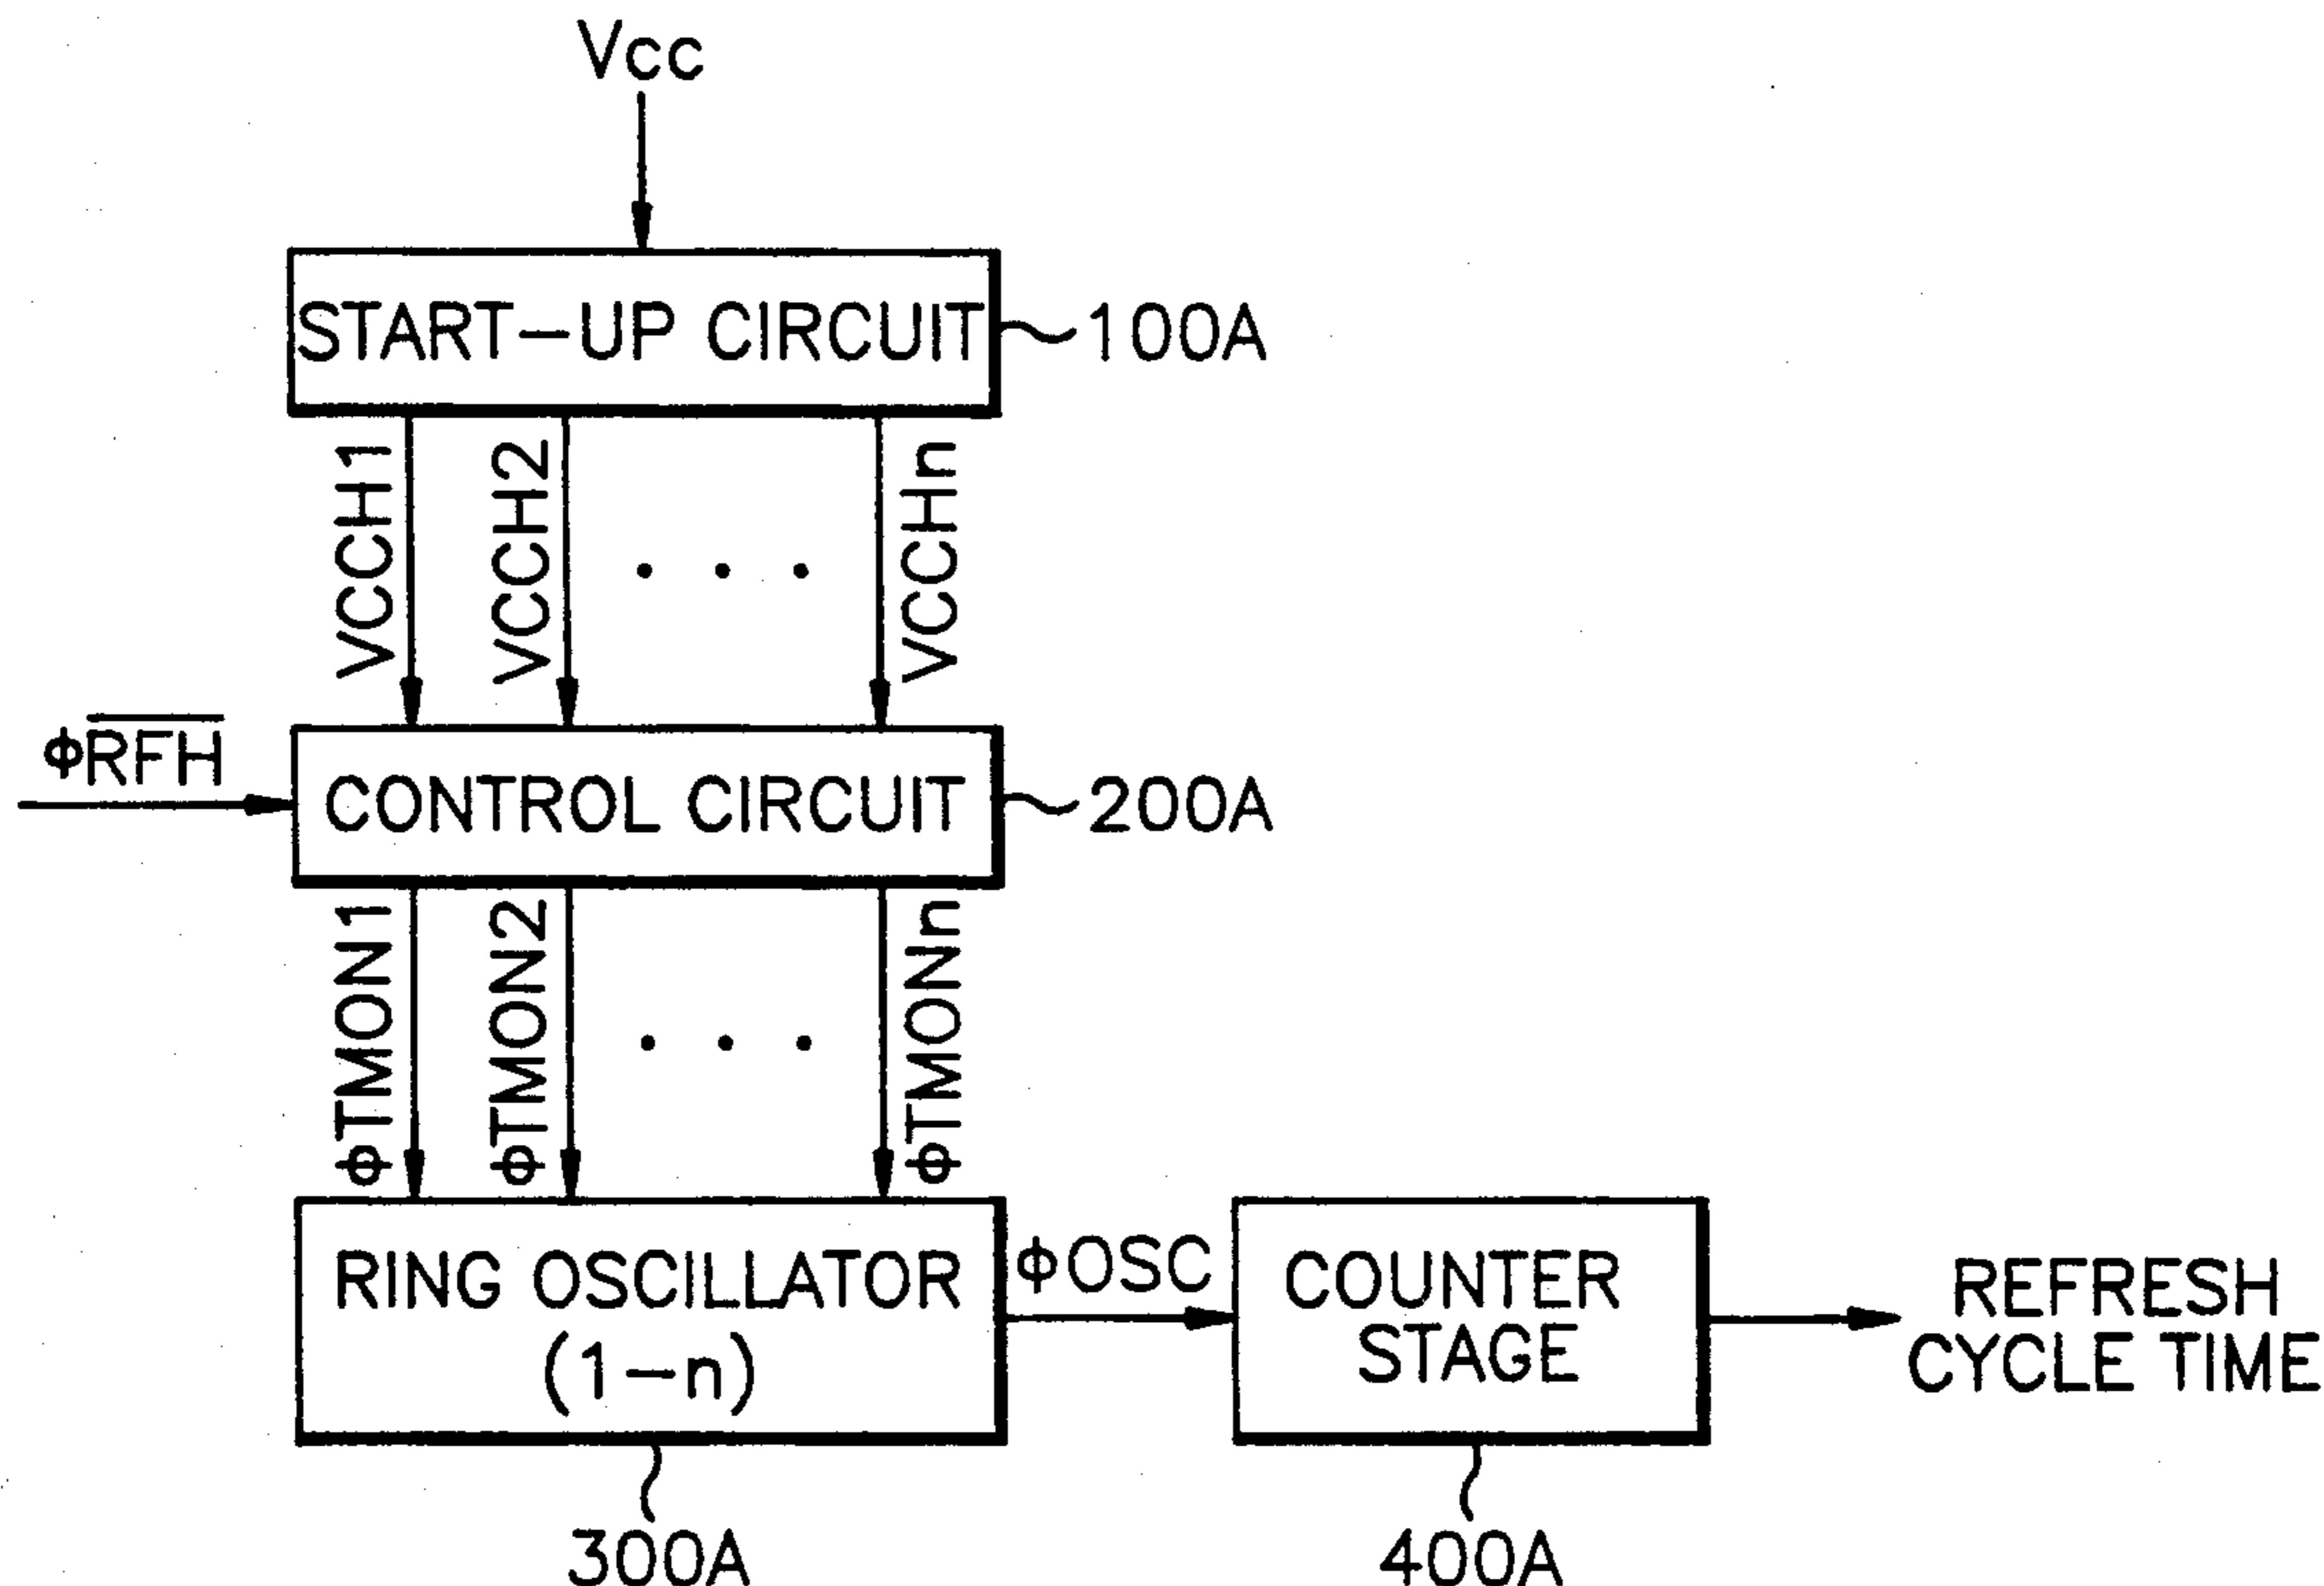 Vcc
START-UP CIRCUIT
100A
VCCH1
VCCH2
VCCHn
ϕR̅F̅H̅
CONTROL CIRCUIT
200A
ϕTMON1
ϕTMON2
ϕTMONn
RING OSCILLATOR
(1-n)
ϕOSC
COUNTER
STAGE
REFRESH
CYCLE TIME
300A
400A